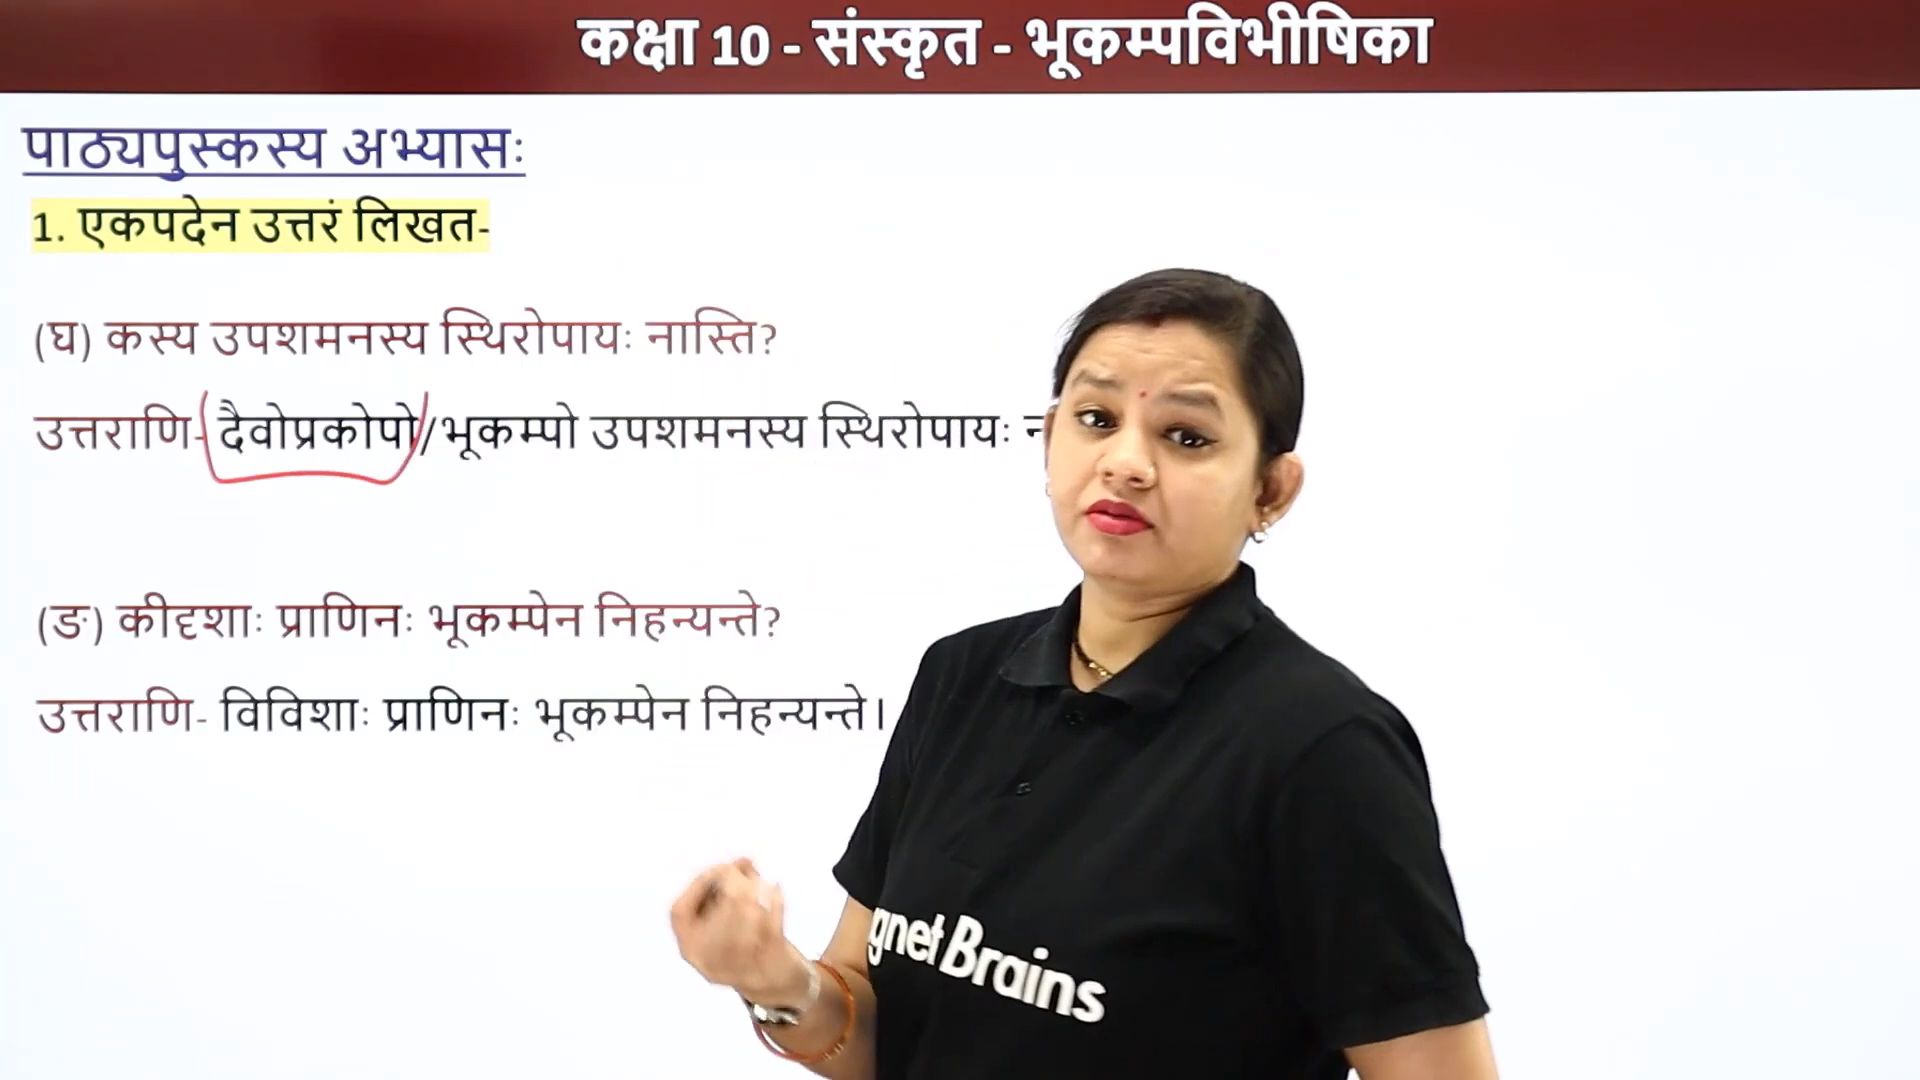 कक्षा 10 - संस्कृत - भूकम्पविभीषिका
पाठ्यपुस्कस्य अभ्यासः
1. एकपदेन उत्तरं लिखत-
(घ) कस्य उपशमनस्य स्थिरोपायः नास्ति?
उत्तराणि- दैवोप्रकोपो/भूकम्पो उपशमनस्य स्थिरोपायः
(ङ) कीदृशाः प्राणिनः भूकम्पेन निहन्यन्ते?
उत्तराणि- विविशाः प्राणिनः भूकम्पेन निहन्यन्ते।
gnet Brains